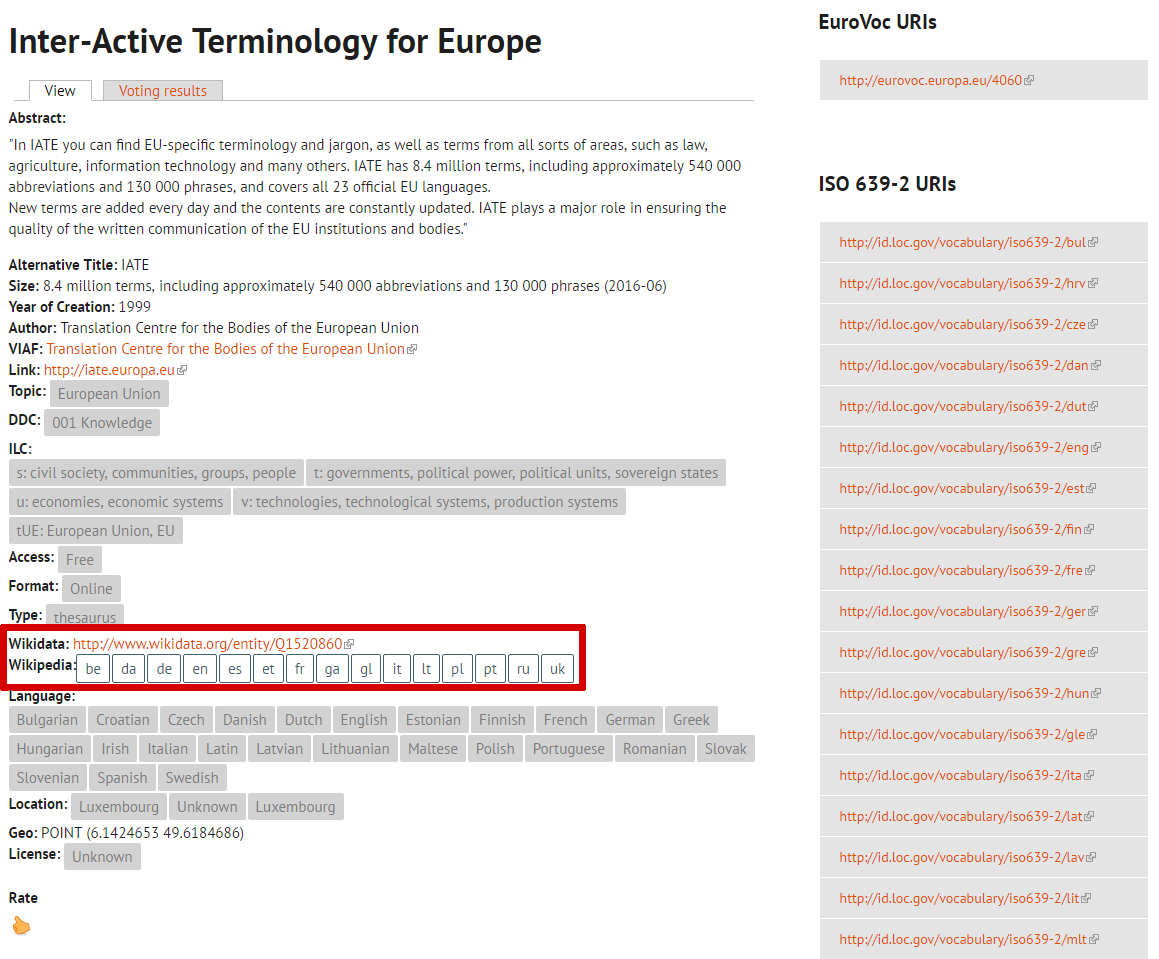 Inter-Active Terminology for Europe
View
Voting results
Abstract:
"In IATE you can find EU-specific terminology and jargon, as well as terms from all sorts of areas, such as law,
agriculture, information technology and many others. IATE has 8.4 million terms, including approximately 540 000
abbreviations and 130 000 phrases, and covers all 23 official EU languages.
New terms are added every day and the contents are constantly updated. IATE plays a major role in ensuring the
quality of the written communication of the EU institutions and bodies."
Alternative Title: IATE
Size: 8.4 million terms, including approximately 540 000 abbreviations and 130 000 phrases (2016-06)
Year of Creation: 1999
Author: Translation Centre for the Bodies of the European Union
VIAF: Translation Centre for the Bodies of the European Union
Link: http://iate.europa.eu
Topic: European Union
DDC: 001 Knowledge
ILC:
s: civil society, communities, groups, people t: governments, political power, political units, sovereign states
u: economies, economic systems v: technologies, technological systems, production systems
tUE: European Union, EU
Access: Free
Format: Online
Type: thesaurus
Wikidata: http://www.wikidata.org/entity/Q1520860
Wikipedia: be da de en es et fr ga gl it lt pl pt ru uk
Language:
Bulgarian Croatian Czech Danish Dutch English Estonian Finnish French German Greek
Hungarian Irish Italian Latin Latvian Lithuanian Maltese Polish Portuguese Romanian Slovak
Slovenian Spanish Swedish
Location: Luxembourg Unknown Luxembourg
Geo: POINT (6.1424653 49.6184686)
License: Unknown
Rate
EuroVoc URIs
http://eurovoc.europa.eu/4060
ISO 639-2 URIs
http://id.loc.gov/vocabulary/iso639-2/bul
http://id.loc.gov/vocabulary/iso639-2/hrv
http://id.loc.gov/vocabulary/iso639-2/cze
http://id.loc.gov/vocabulary/iso639-2/dan
http://id.loc.gov/vocabulary/iso639-2/dut
http://id.loc.gov/vocabulary/iso639-2/eng
http://id.loc.gov/vocabulary/iso639-2/est
http://id.loc.gov/vocabulary/iso639-2/fin
http://id.loc.gov/vocabulary/iso639-2/fre
http://id.loc.gov/vocabulary/iso639-2/ger
http://id.loc.gov/vocabulary/iso639-2/gre
http://id.loc.gov/vocabulary/iso639-2/hun
http://id.loc.gov/vocabulary/iso639-2/gle
http://id.loc.gov/vocabulary/iso639-2/ita
http://id.loc.gov/vocabulary/iso639-2/lat
http://id.loc.gov/vocabulary/iso639-2/lav
http://id.loc.gov/vocabulary/iso639-2/lit
http://id.loc.gov/vocabulary/iso639-2/mlt